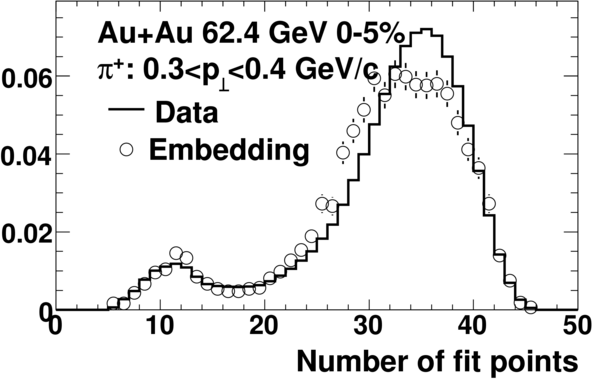 Au+Au 62.4 GeV 0-5%
π+: 0.3<p⊥<0.4 GeV/c
Data
Embedding
0.06
0.04
0.02
0
0 10 20 30 40 50
Number of fit points